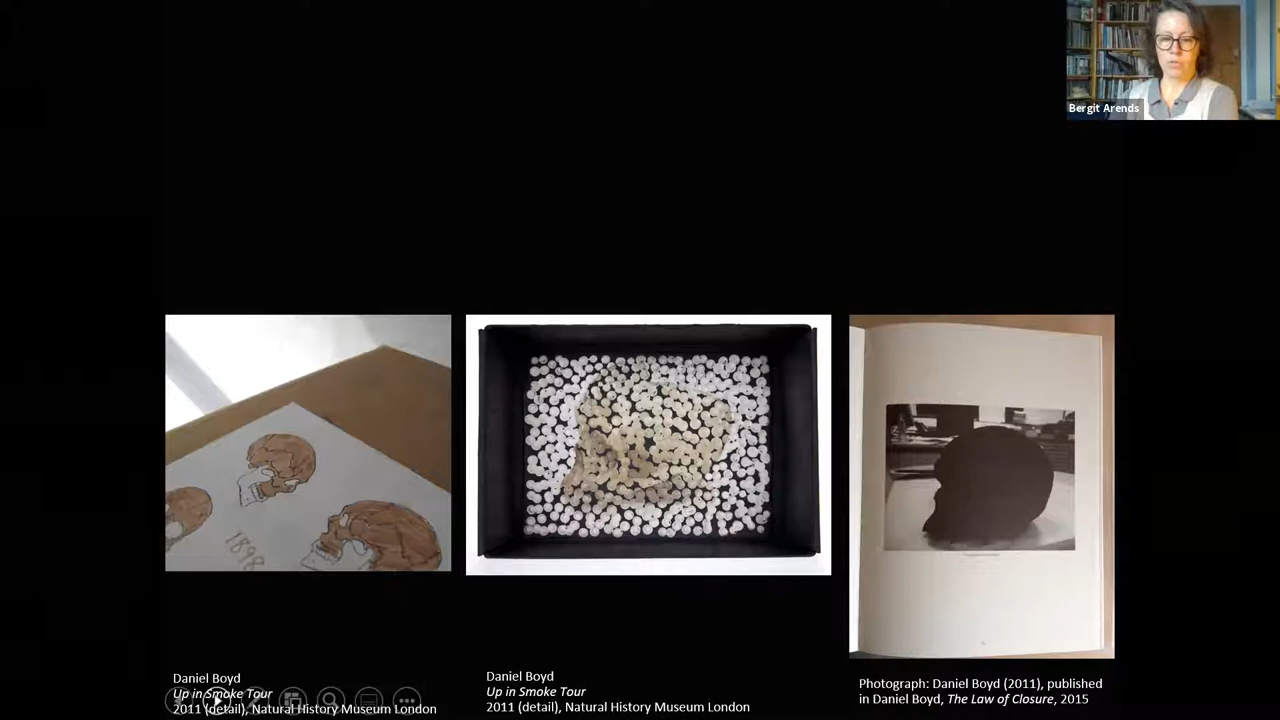 Bergit Arends
1898
Daniel Boyd
Up in Smoke Tour
2011 (detail), Natural History Museum London
Daniel Boyd
Up in Smoke Tour
2011 (detail), Natural History Museum London
Photograph: Daniel Boyd (2011), published
in Daniel Boyd, The Law of Closure, 2015